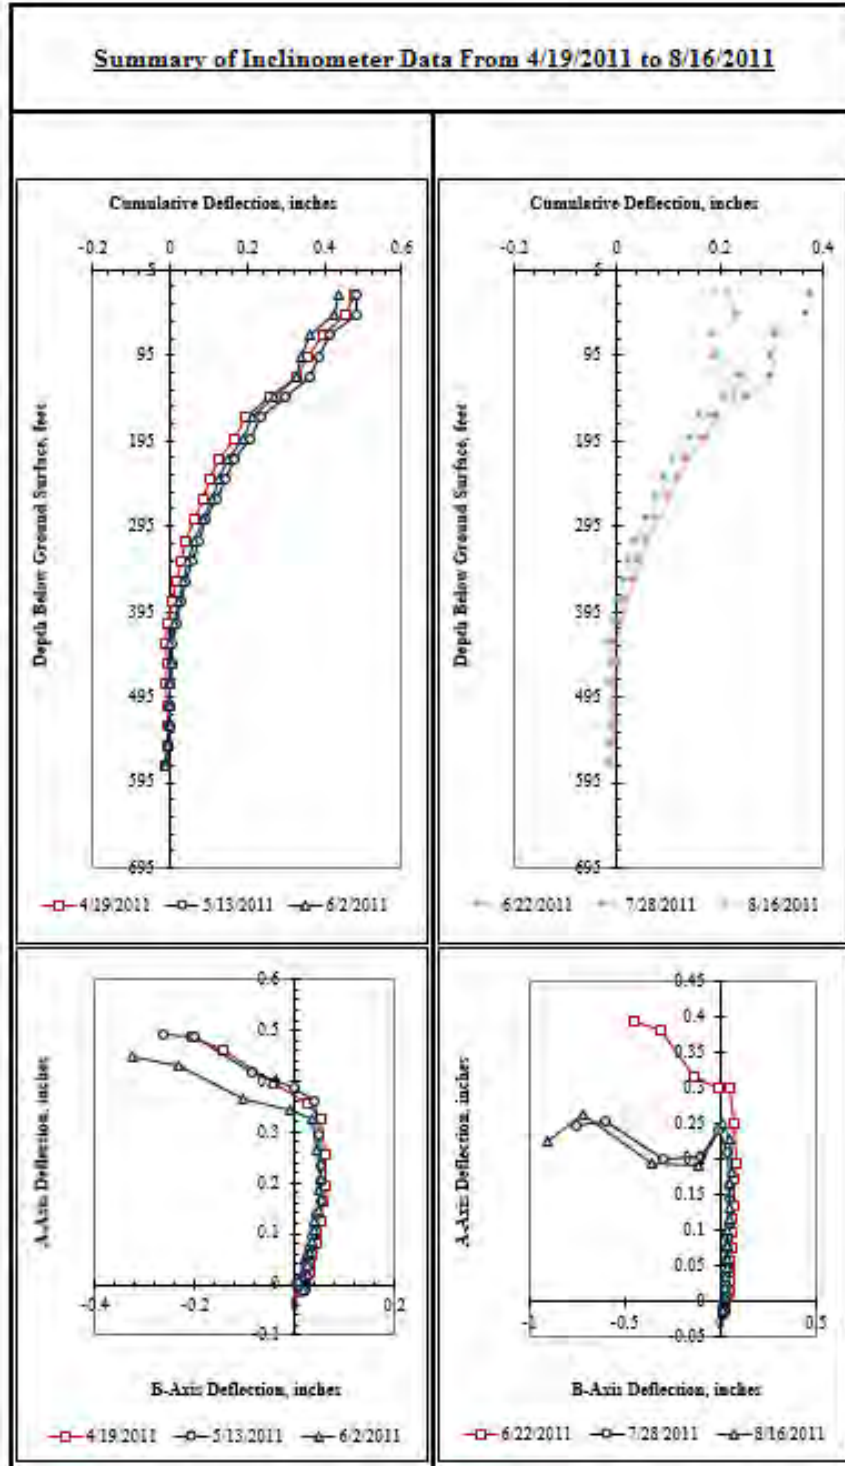 Summary of Inclinometer Data From 4/19/2011 to 8/16/2011
Cumulative Deflection, inches
-0.2 0 0.2 0.4 0.6
5
95
195
295
395
495
595
695
Depth Below Ground Surface, feet
4/19/2011 5/13/2011 6/2/2011
Cumulative Deflection, inches
-0.2 0 0.2 0.4
5
95
195
295
395
495
595
695
Depth Below Ground Surface, feet
6/22/2011 7/28/2011 8/16/2011
A-Axis Deflection, inches
0.6
0.5
0.4
0.3
0.2
0.1
0
-0.1
-0.4 -0.2 0 0.2
B-Axis Deflection, inches
4/19/2011 5/13/2011 6/2/2011
A-Axis Deflection, inches
0.45
0.4
0.35
0.3
0.25
0.2
0.15
0.1
0.05
0
-0.05
-1 -0.5 0 0.5
B-Axis Deflection, inches
6/22/2011 7/28/2011 8/16/2011